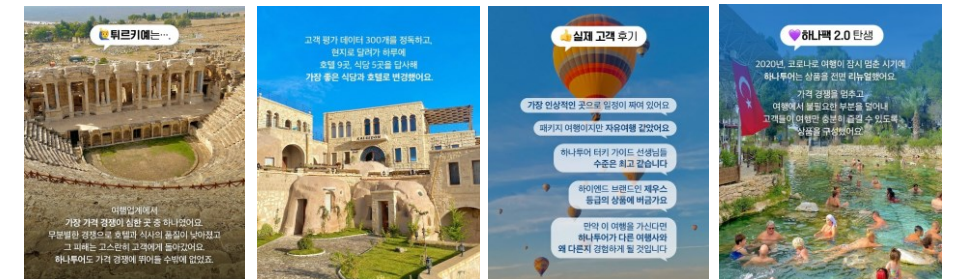 튀르키예는….
여행업계에서
가장 가격 경쟁이 심한 곳 중 하나였어요.
무분별한 경쟁으로 호텔과 식사의 품질이 낮아졌고
그 피해는 고스란히 고객에게 돌아갔어요.
하나투어도 가격 경쟁에 뛰어들 수밖에 없었죠.
고객 평가 데이터 300개를 정독하고,
현지로 달려가 하루에
호텔 9곳, 식당 5곳을 답사해
가장 좋은 식당과 호텔로 변경했어요.
실제 고객 후기
가장 인상적인 곳으로 일정이 짜여 있어요
패키지 여행이지만 자유여행 같았어요
하나투어 터키 가이드 선생님들
수준은 최고 같습니다
하이엔드 브랜드인 제우스
등급의 상품에 버금가요
만약 이 여행을 가신다면
하나투어가 다른 여행사와
왜 다른지 경험하게 될 것입니다
하나팩 2.0 탄생
2020년, 코로나로 여행이 잠시 멈춘 시기에
하나투어는 상품을 전면 리뉴얼했어요.
가격 경쟁을 멈추고
여행에서 불필요한 부분을 덜어내
고객들이 여행만 충분히 즐길 수 있도록
상품을 구성했어요.